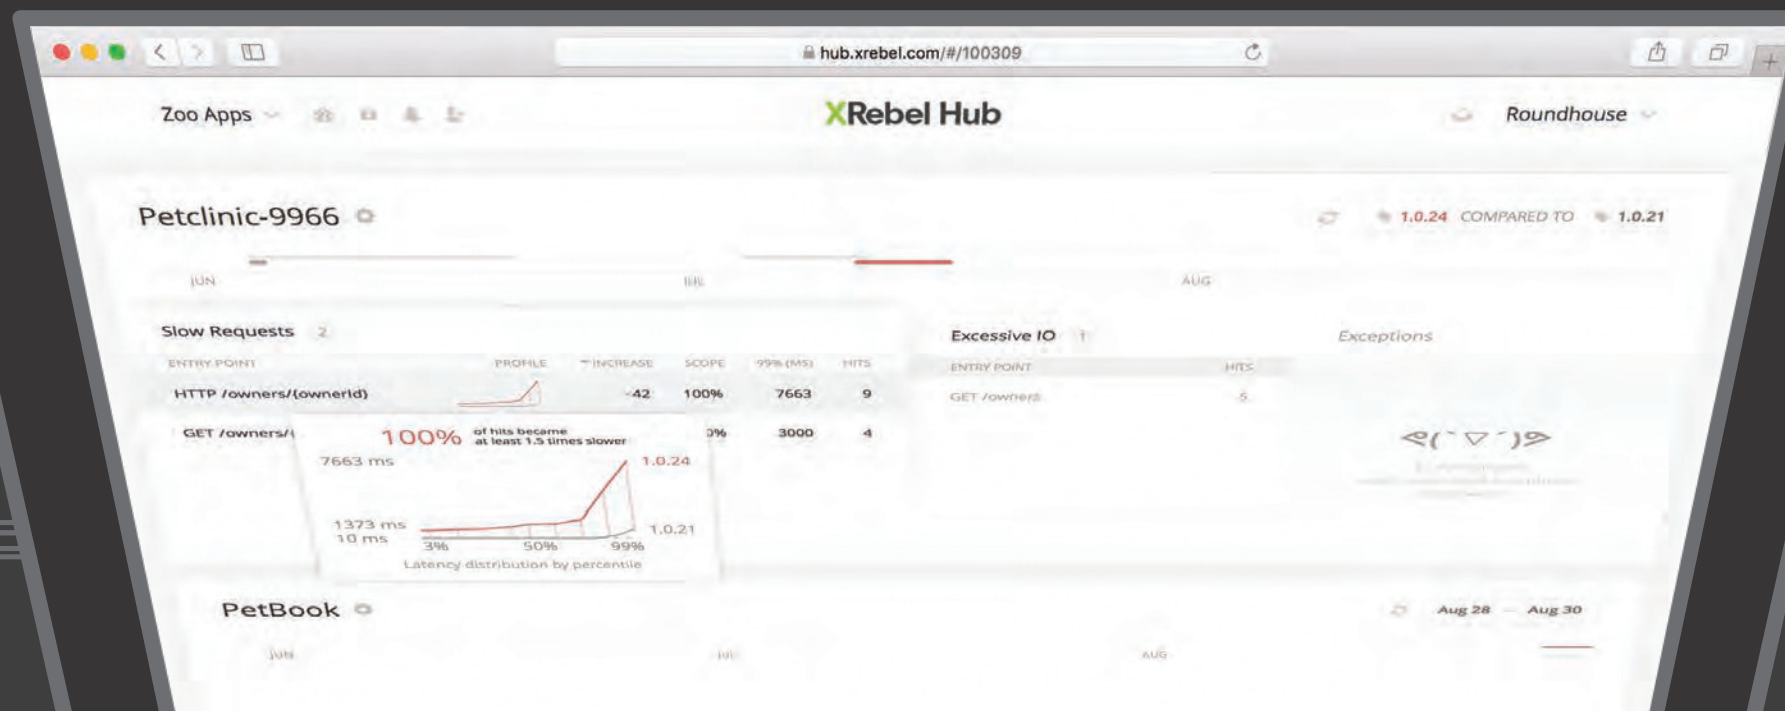 hub.xrebel.com/#/100309
Zoo Apps
XRebel Hub
Roundhouse
Petclinic-9966
1.0.24 COMPARED TO 1.0.21
JUN JUL AUG
Slow Requests 2
ENTRY POINT PROFILE INCREASE SCOPE 99% (MS) HITS
HTTP /owners/{ownerId} ~42 100% 7663 9
GET /owners/{ 0% 3000 4
100% of hits became
at least 1.5 times slower
7663 ms 1.0.24
1373 ms
10 ms 1.0.21
3% 50% 99%
Latency distribution by percentile
Excessive IO 1
ENTRY POINT HITS
GET /owners 5
Exceptions
PetBook
Aug 28 — Aug 30
JUN JUL AUG